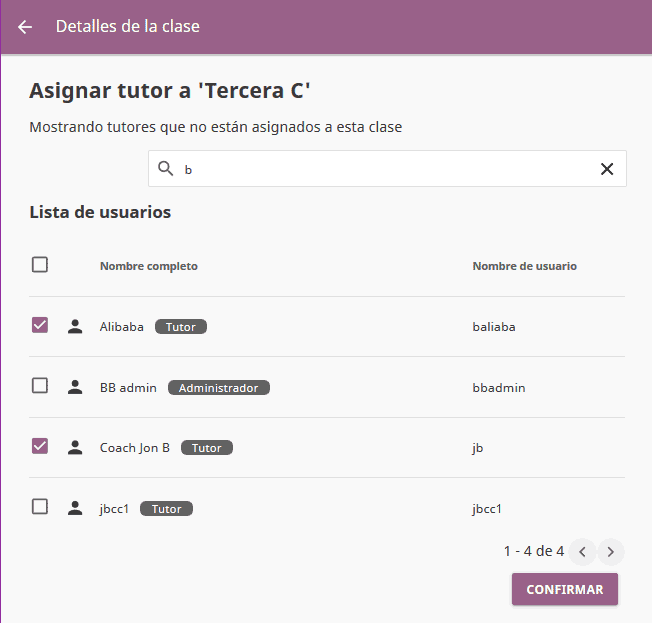 Detalles de la clase
Asignar tutor a 'Tercera C'
Mostrando tutores que no están asignados a esta clase
b
Lista de usuarios
Nombre completo Nombre de usuario
Alibaba Tutor baliaba
BB admin Administrador bbadmin
Coach Jon B Tutor jb
jbcc1 Tutor jbcc1
1 - 4 de 4
CONFIRMAR